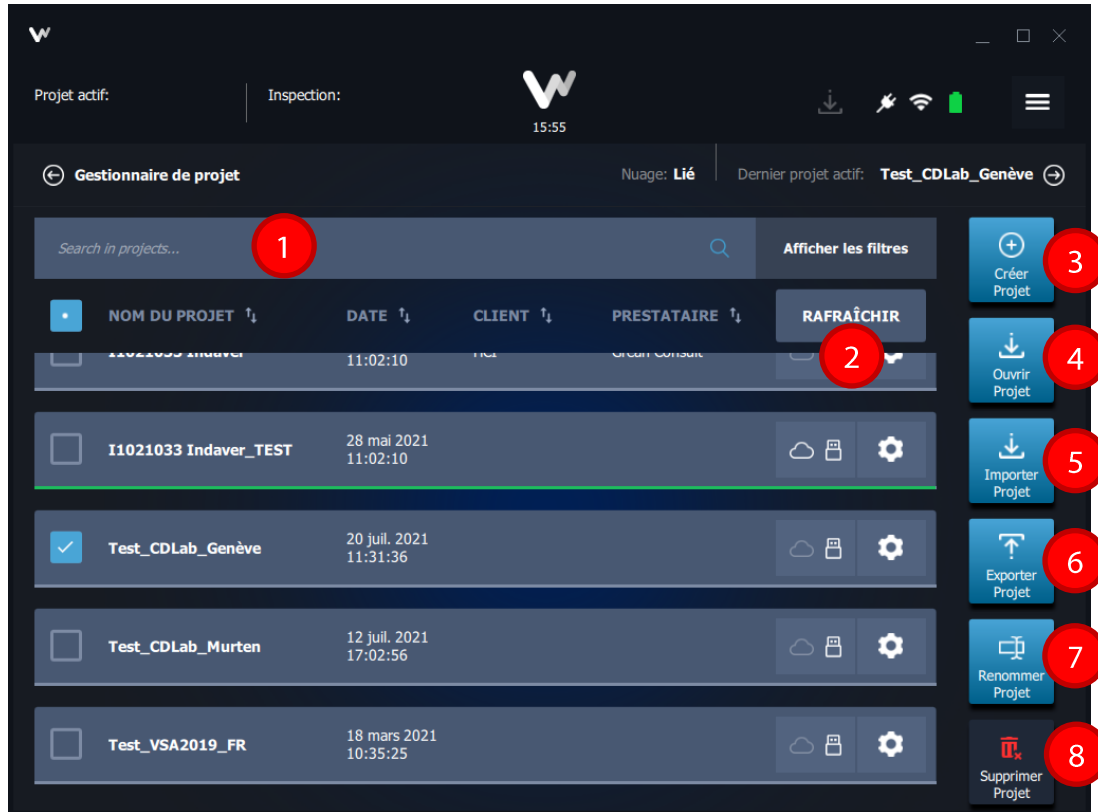 Projet actif:
Inspection:
15:55
Gestionnaire de projet
Nuage: Lié
Dernier projet actif: Test_CDLab_Genève
Search in projects...
1
Afficher les filtres
NOM DU PROJET
DATE
CLIENT
PRESTATAIRE
RAFRAÎCHIR
2
I1021033 Indaver
11:02:10
HCI
I1021033 Indaver_TEST
28 mai 2021
11:02:10
Test_CDLab_Genève
20 juil. 2021
11:31:36
Test_CDLab_Murten
12 juil. 2021
17:02:56
Test_VSA2019_FR
18 mars 2021
10:35:25
Créer
Projet
3
Ouvrir
Projet
4
Importer
Projet
5
Exporter
Projet
6
Renommer
Projet
7
Supprimer
Projet
8